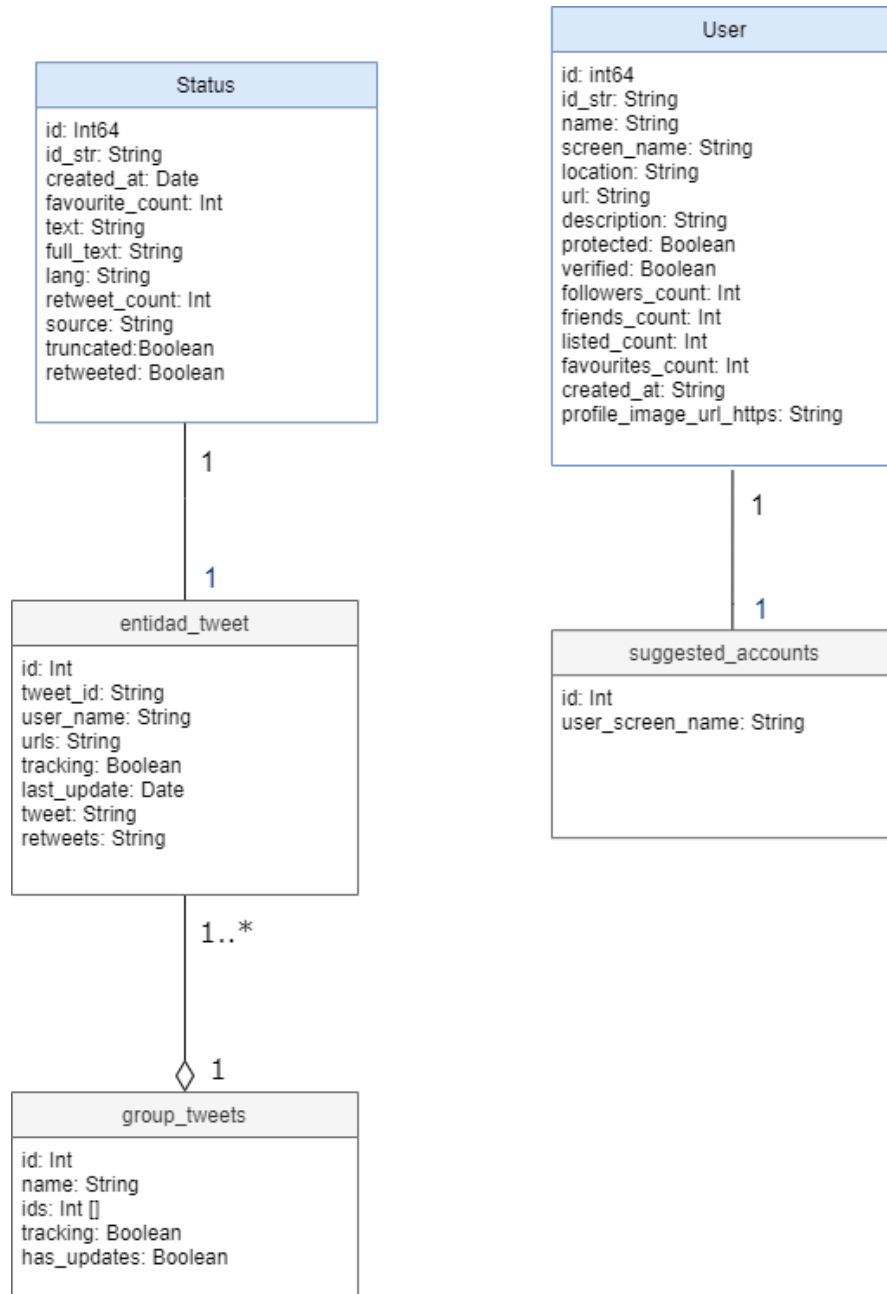 Status
id: Int64
id_str: String
created_at: Date
favourite_count: Int
text: String
full_text: String
lang: String
retweet_count: Int
source: String
truncated:Boolean
retweeted: Boolean
1
1
entidad_tweet
id: Int
tweet_id: String
user_name: String
urls: String
tracking: Boolean
last_update: Date
tweet: String
retweets: String
1..*
1
group_tweets
id: Int
name: String
ids: Int []
tracking: Boolean
has_updates: Boolean
User
id: int64
id_str: String
name: String
screen_name: String
location: String
url: String
description: String
protected: Boolean
verified: Boolean
followers_count: Int
friends_count: Int
listed_count: Int
favourites_count: Int
created_at: String
profile_image_url_https: String
1
1
suggested_accounts
id: Int
user_screen_name: String